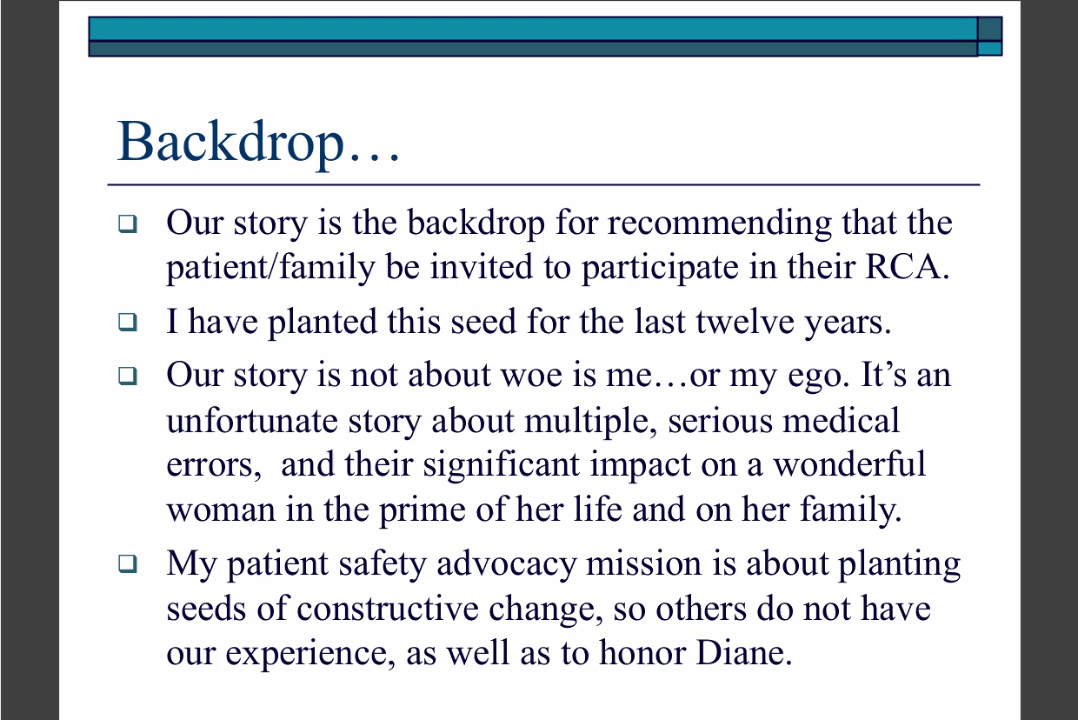 Backdrop…
Our story is the backdrop for recommending that the
patient/family be invited to participate in their RCA.
I have planted this seed for the last twelve years.
Our story is not about woe is me…or my ego. It’s an
unfortunate story about multiple, serious medical
errors,  and their significant impact on a wonderful
woman in the prime of her life and on her family.
My patient safety advocacy mission is about planting
seeds of constructive change, so others do not have
our experience, as well as to honor Diane.